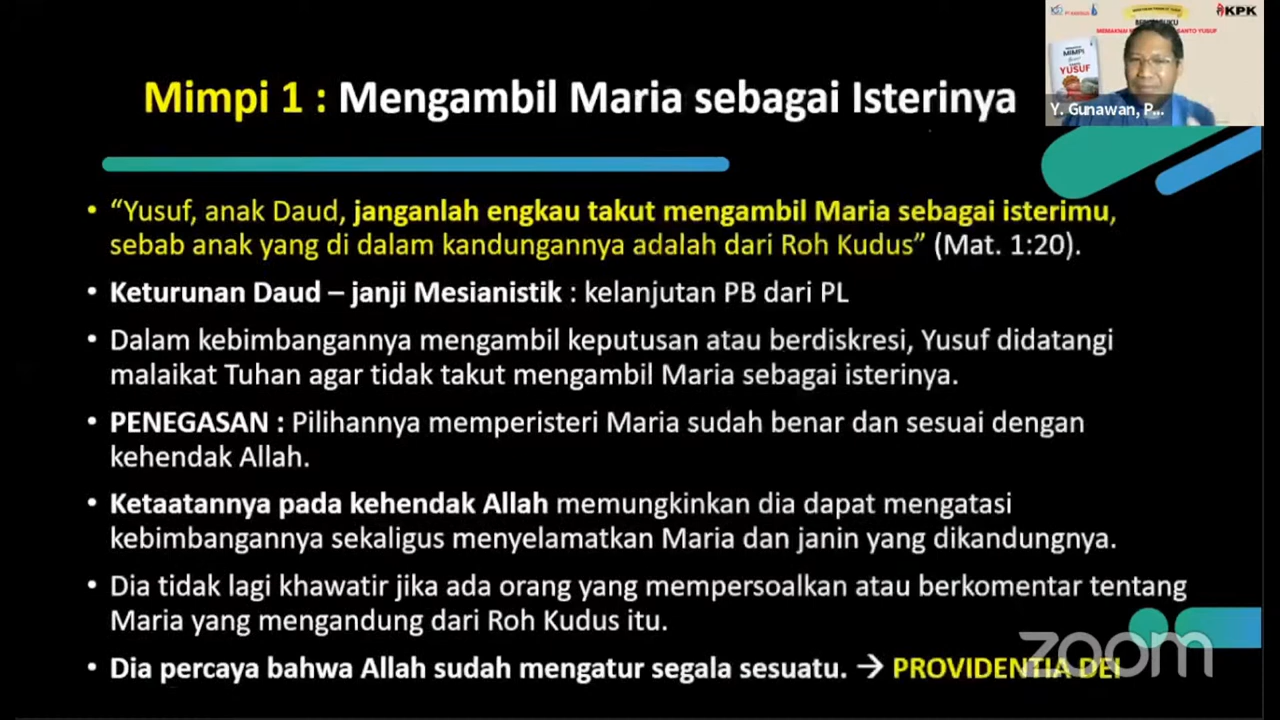 KPK
MIMPI
YUSUF
Y. Gunawan, P...
Mimpi 1 : Mengambil Maria sebagai Isterinya
• “Yusuf, anak Daud, janganlah engkau takut mengambil Maria sebagai isterimu,
sebab anak yang di dalam kandungannya adalah dari Roh Kudus” (Mat. 1:20).
• Keturunan Daud – janji Mesianistik : kelanjutan PB dari PL
• Dalam kebimbangannya mengambil keputusan atau berdiskresi, Yusuf didatangi
malaikat Tuhan agar tidak takut mengambil Maria sebagai isterinya.
• PENEGASAN : Pilihannya memperisteri Maria sudah benar dan sesuai dengan
kehendak Allah.
• Ketaatannya pada kehendak Allah memungkinkan dia dapat mengatasi
kebimbangannya sekaligus menyelamatkan Maria dan janin yang dikandungnya.
• Dia tidak lagi khawatir jika ada orang yang mempersoalkan atau berkomentar tentang
Maria yang mengandung dari Roh Kudus itu.
• Dia percaya bahwa Allah sudah mengatur segala sesuatu. → PROVIDENTIA DEI
zoom